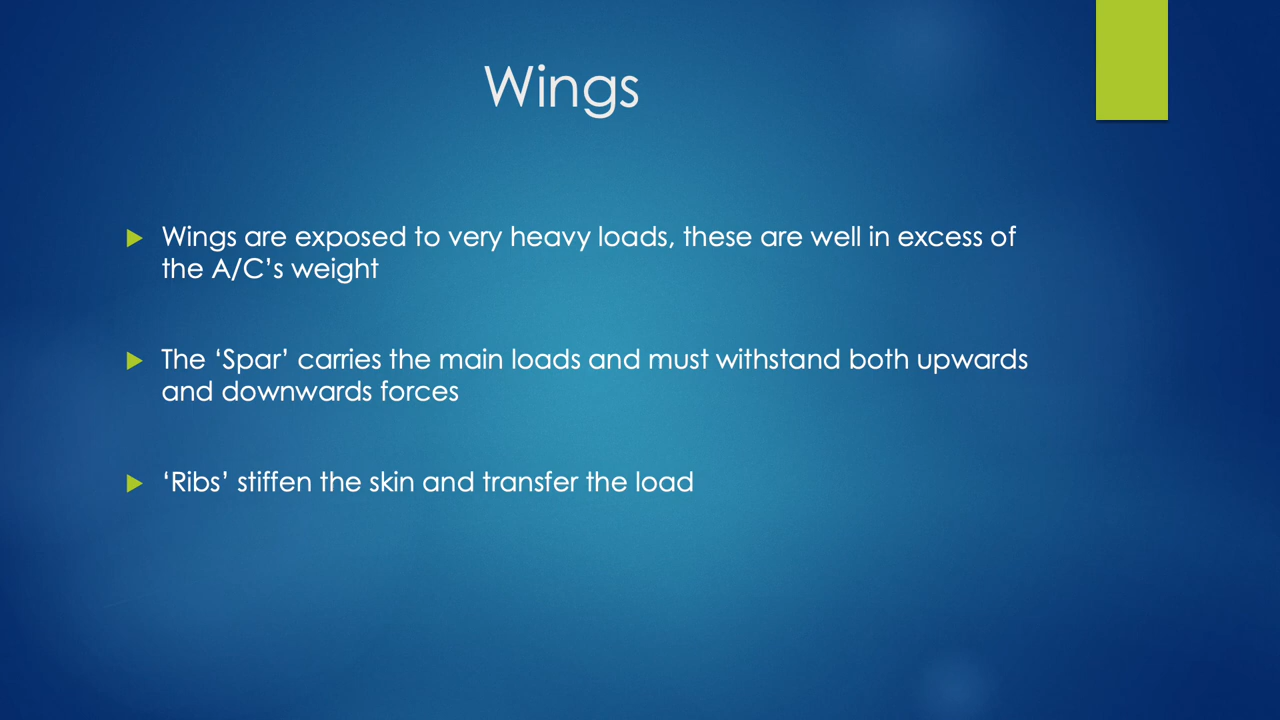 Wings
Wings are exposed to very heavy loads, these are well in excess of
the A/C’s weight
The ‘Spar’ carries the main loads and must withstand both upwards
and downwards forces
‘Ribs’ stiffen the skin and transfer the load